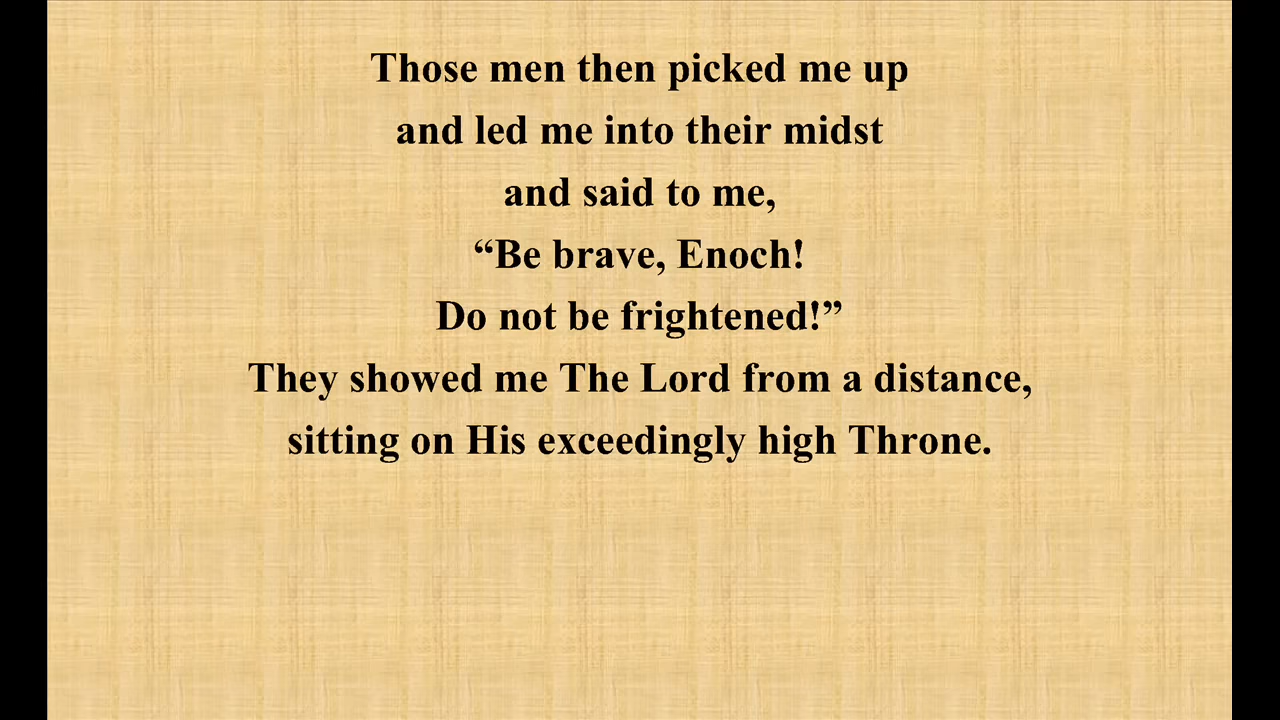 Those men then picked me up
and led me into their midst
and said to me,
“Be brave, Enoch!
Do not be frightened!”
They showed me The Lord from a distance,
sitting on His exceedingly high Throne.